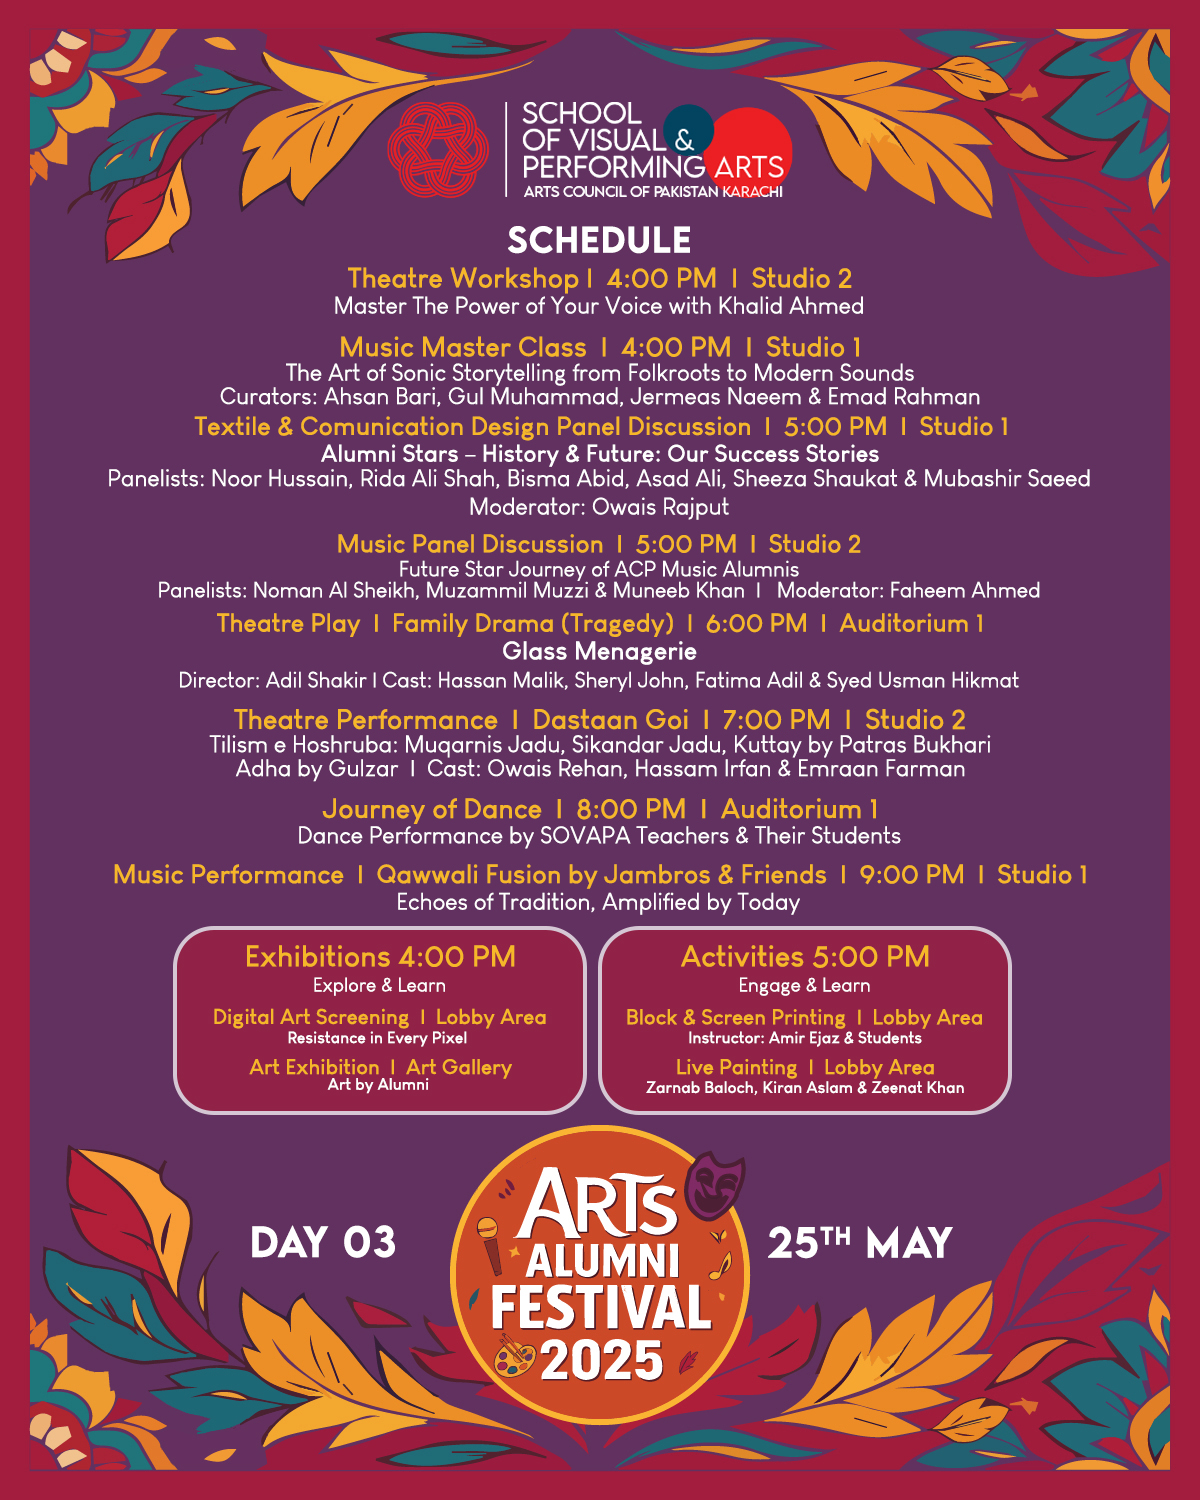 SCHOOL
OF VISUAL &
PERFORMING ARTS
ARTS COUNCIL OF PAKISTAN KARACHI
SCHEDULE
Theatre Workshop I 4:00 PM I Studio 2
Master The Power of Your Voice with Khalid Ahmed
Music Master Class I 4:00 PM I Studio 1
The Art of Sonic Storytelling from Folkroots to Modern Sounds
Curators: Ahsan Bari, Gul Muhammad, Jermeas Naeem & Emad Rahman
Textile & Comunication Design Panel Discussion I 5:00 PM I Studio 1
Alumni Stars – History & Future: Our Success Stories
Panelists: Noor Hussain, Rida Ali Shah, Bisma Abid, Asad Ali, Sheeza Shaukat & Mubashir Saeed
Moderator: Owais Rajput
Music Panel Discussion I 5:00 PM I Studio 2
Future Star Journey of ACP Music Alumnis
Panelists: Noman Al Sheikh, Muzammil Muzzi & Muneeb Khan I Moderator: Faheem Ahmed
Theatre Play I Family Drama (Tragedy) I 6:00 PM I Auditorium 1
Glass Menagerie
Director: Adil Shakir I Cast: Hassan Malik, Sheryl John, Fatima Adil & Syed Usman Hikmat
Theatre Performance I Dastaan Goi I 7:00 PM I Studio 2
Tilism e Hoshruba: Muqarnis Jadu, Sikandar Jadu, Kuttay by Patras Bukhari
Adha by Gulzar I Cast: Owais Rehan, Hassam Irfan & Emraan Farman
Journey of Dance I 8:00 PM I Auditorium 1
Dance Performance by SOVAPA Teachers & Their Students
Music Performance I Qawwali Fusion by Jambros & Friends I 9:00 PM I Studio 1
Echoes of Tradition, Amplified by Today
Exhibitions 4:00 PM
Explore & Learn
Digital Art Screening I Lobby Area
Resistance in Every Pixel
Art Exhibition I Art Gallery
Art by Alumni
Activities 5:00 PM
Engage & Learn
Block & Screen Printing I Lobby Area
Instructor: Amir Ejaz & Students
Live Painting I Lobby Area
Zarnab Baloch, Kiran Aslam & Zeenat Khan
DAY 03
ARTS
ALUMNI
FESTIVAL
2025
25TH MAY